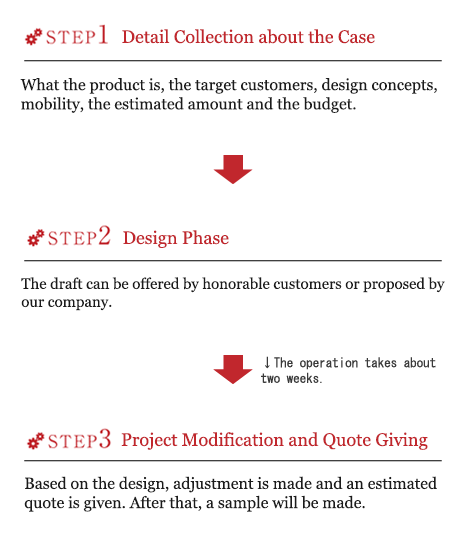 STEP1 Detail Collection about the Case
What the product is, the target customers, design concepts,
mobility, the estimated amount and the budget.
STEP2 Design Phase
The draft can be offered by honorable customers or proposed by
our company.
↓The operation takes about
two weeks.
STEP3 Project Modification and Quote Giving
Based on the design, adjustment is made and an estimated
quote is given. After that, a sample will be made.